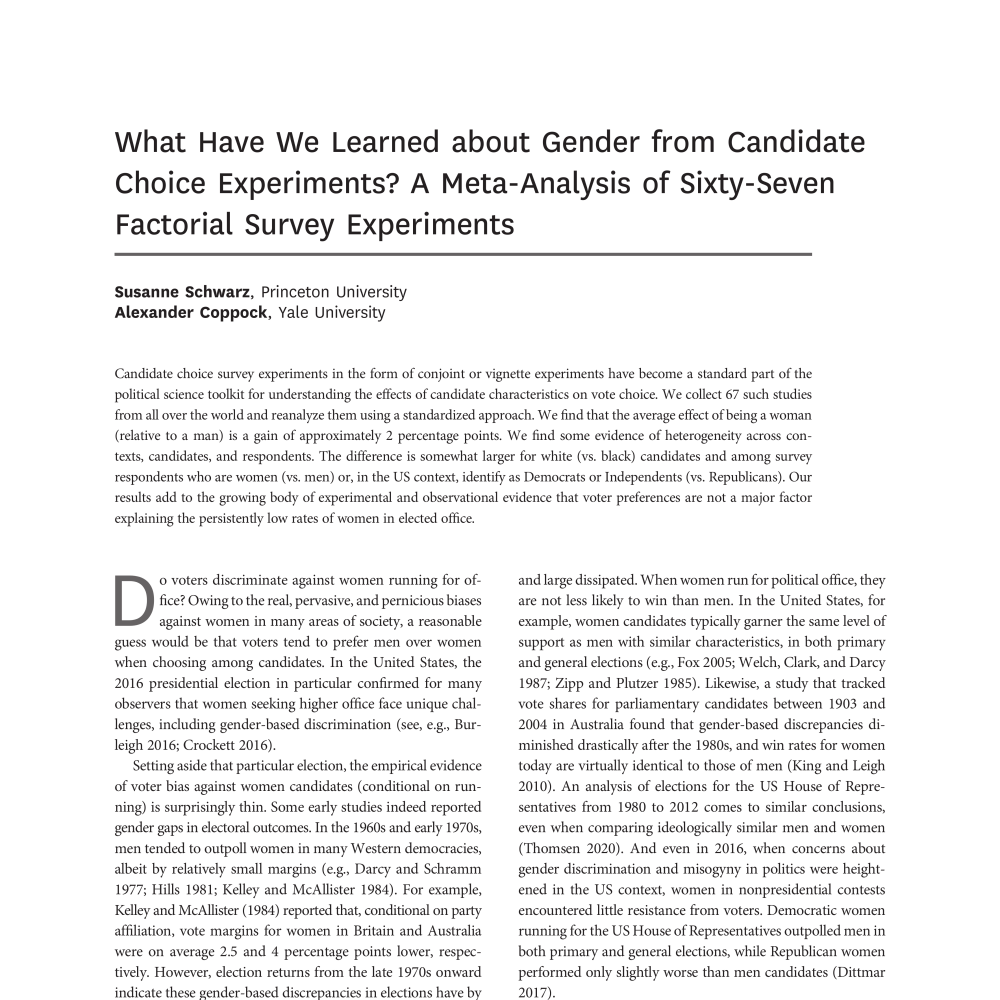 What Have We Learned about Gender from Candidate
Choice Experiments? A Meta-Analysis of Sixty-Seven
Factorial Survey Experiments
Susanne Schwarz, Princeton University
Alexander Coppock, Yale University
Candidate choice survey experiments in the form of conjoint or vignette experiments have become a standard part of the
political science toolkit for understanding the effects of candidate characteristics on vote choice. We collect 67 such studies
from all over the world and reanalyze them using a standardized approach. We find that the average effect of being a woman
(relative to a man) is a gain of approximately 2 percentage points. We find some evidence of heterogeneity across con-
texts, candidates, and respondents. The difference is somewhat larger for white (vs. black) candidates and among survey
respondents who are women (vs. men) or, in the US context, identify as Democrats or Independents (vs. Republicans). Our
results add to the growing body of experimental and observational evidence that voter preferences are not a major factor
explaining the persistently low rates of women in elected office.
Do voters discriminate against women running for of-
fice? Owing to the real, pervasive, and pernicious biases
against women in many areas of society, a reasonable
guess would be that voters tend to prefer men over women
when choosing among candidates. In the United States, the
2016 presidential election in particular confirmed for many
observers that women seeking higher office face unique chal-
lenges, including gender-based discrimination (see, e.g., Bur-
leigh 2016; Crockett 2016).
Setting aside that particular election, the empirical evidence
of voter bias against women candidates (conditional on run-
ning) is surprisingly thin. Some early studies indeed reported
gender gaps in electoral outcomes. In the 1960s and early 1970s,
men tended to outpoll women in many Western democracies,
albeit by relatively small margins (e.g., Darcy and Schramm
1977; Hills 1981; Kelley and McAllister 1984). For example,
Kelley and McAllister (1984) reported that, conditional on party
affiliation, vote margins for women in Britain and Australia
were on average 2.5 and 4 percentage points lower, respec-
tively. However, election returns from the late 1970s onward
indicate these gender-based discrepancies in elections have by
and large dissipated. When women run for political office, they
are not less likely to win than men. In the United States, for
example, women candidates typically garner the same level of
support as men with similar characteristics, in both primary
and general elections (e.g., Fox 2005; Welch, Clark, and Darcy
1987; Zipp and Plutzer 1985). Likewise, a study that tracked
vote shares for parliamentary candidates between 1903 and
2004 in Australia found that gender-based discrepancies di-
minished drastically after the 1980s, and win rates for women
today are virtually identical to those of men (King and Leigh
2010). An analysis of elections for the US House of Repre-
sentatives from 1980 to 2012 comes to similar conclusions,
even when comparing ideologically similar men and women
(Thomsen 2020). And even in 2016, when concerns about
gender discrimination and misogyny in politics were height-
ened in the US context, women in nonpresidential contests
encountered little resistance from voters. Democratic women
running for the US House of Representatives outpolled men in
both primary and general elections, while Republican women
performed only slightly worse than men candidates (Dittmar
2017).